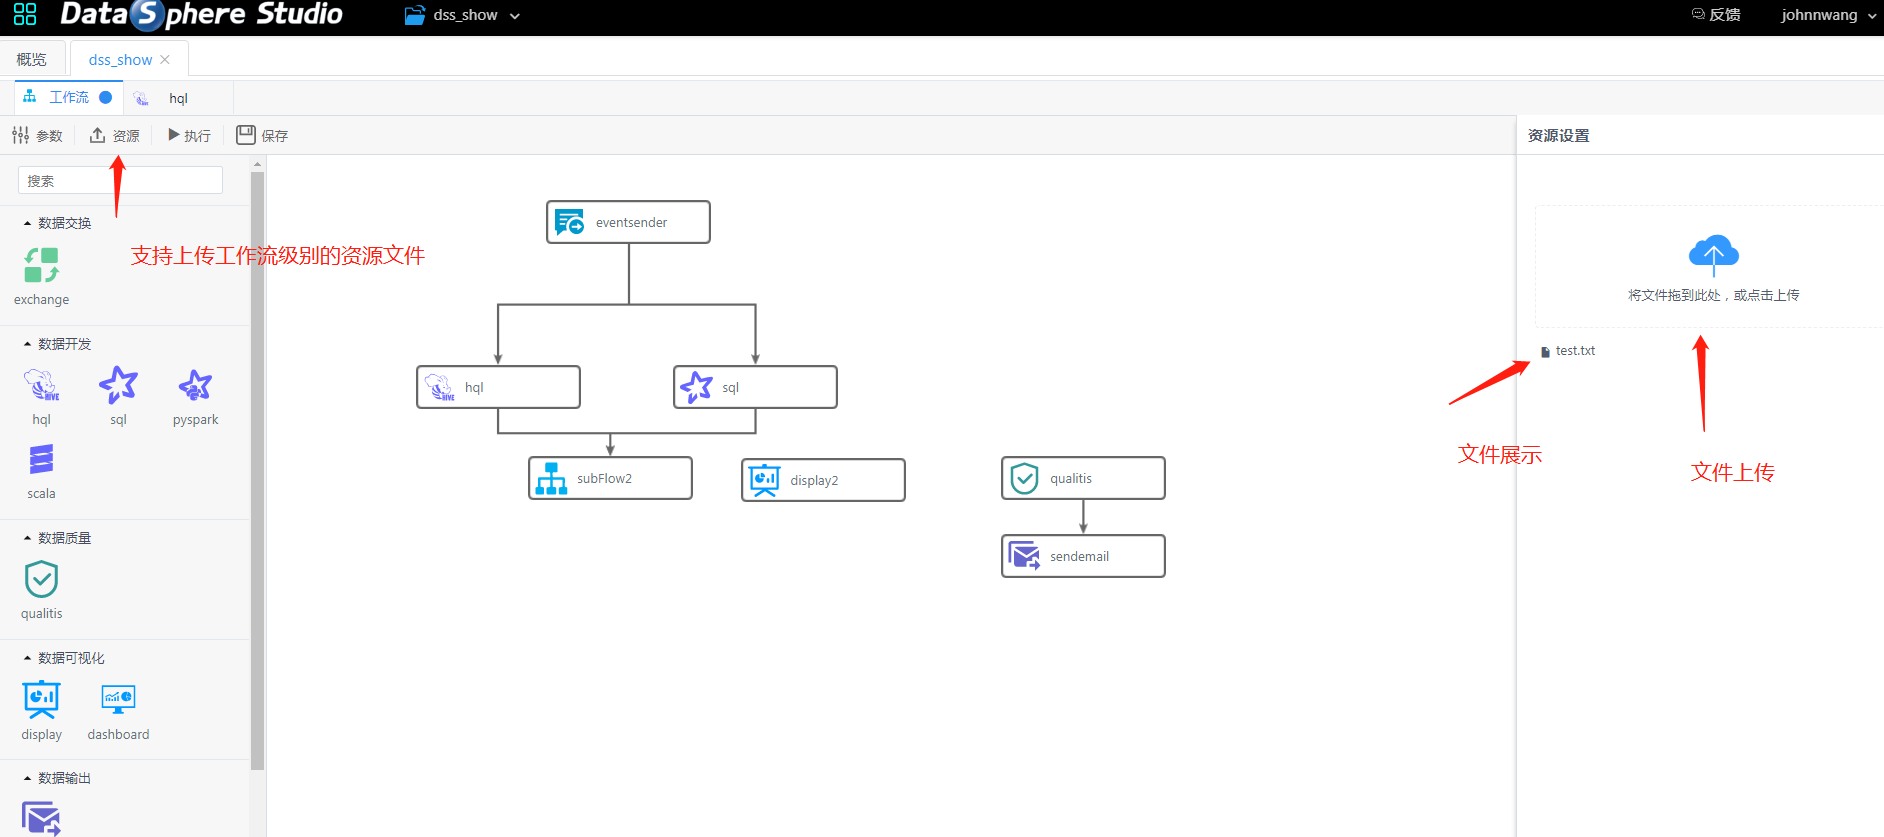 DataSphere Studio
dss_show
反馈
johnnwang
概览
dss_show
工作流
hql
参数
资源
执行
保存
资源设置
搜索
数据交换
exchange
支持上传工作流级别的资源文件
数据开发
hql
sql
pyspark
scala
数据质量
qualitis
数据可视化
display
dashboard
数据输出
eventsender
HIVE
hql
sql
subFlow2
display2
qualitis
sendemail
将文件拖到此处，或点击上传
test.txt
文件展示
文件上传